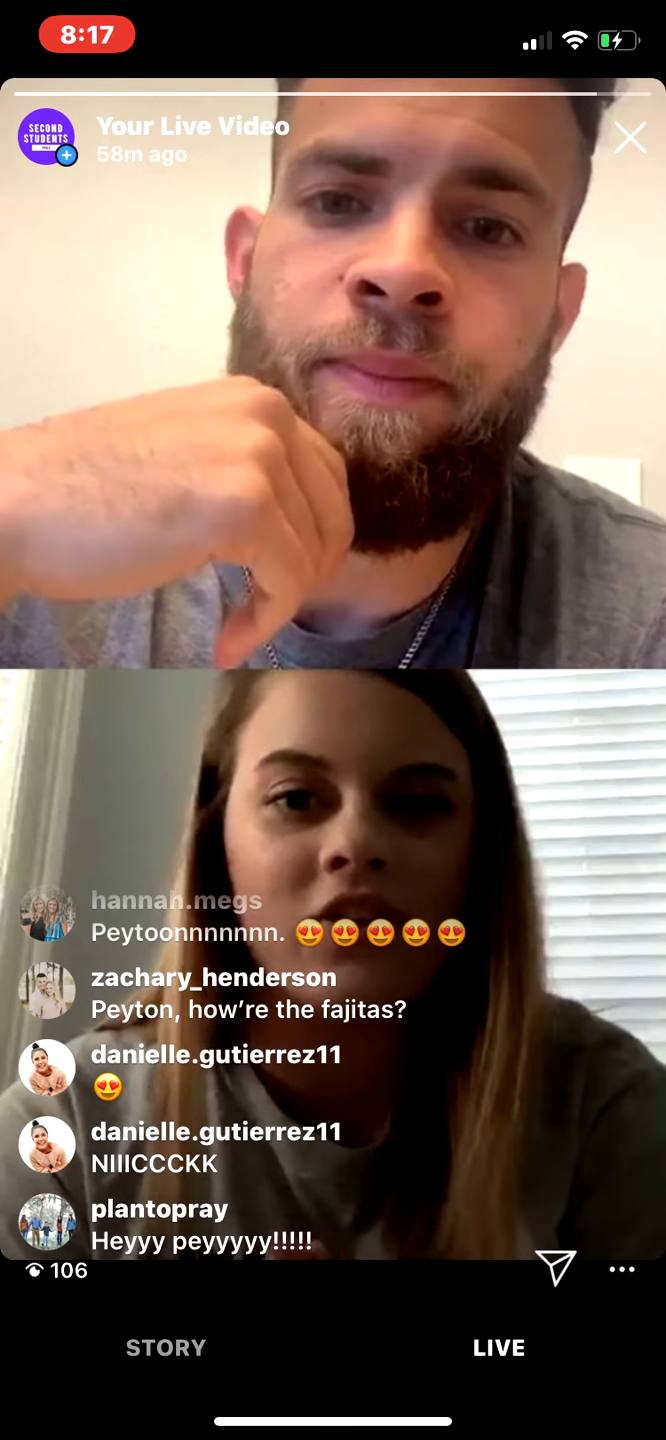 8:17
SECOND
STUDENTS
Your Live Video
58m ago
hannah.megs
Peytoonnnnnnn. 😍😍😍😍😍
zachary_henderson
Peyton, how’re the fajitas?
danielle.gutierrez11
😍
danielle.gutierrez11
NIIICCCKK
plantopray
Heyyy peyyyyy!!!!!
106
STORY
LIVE